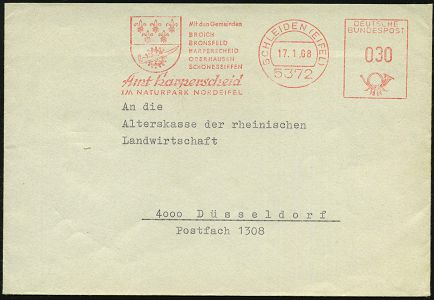 Mit den Gemeinden
BROICH
BRONSFELD
HARPERSCHEID
OBERHAUSEN
SCHÖNESEIFFEN
Amt Harperscheid
IM NATURPARK NORDEIFEL
SCHLEIDEN (EIFEL)
17.1.68
5372
DEUTSCHE
BUNDESPOST
030
An die
Alterskasse der rheinischen
Landwirtschaft
4000 Düsseldorf
Postfach 1308